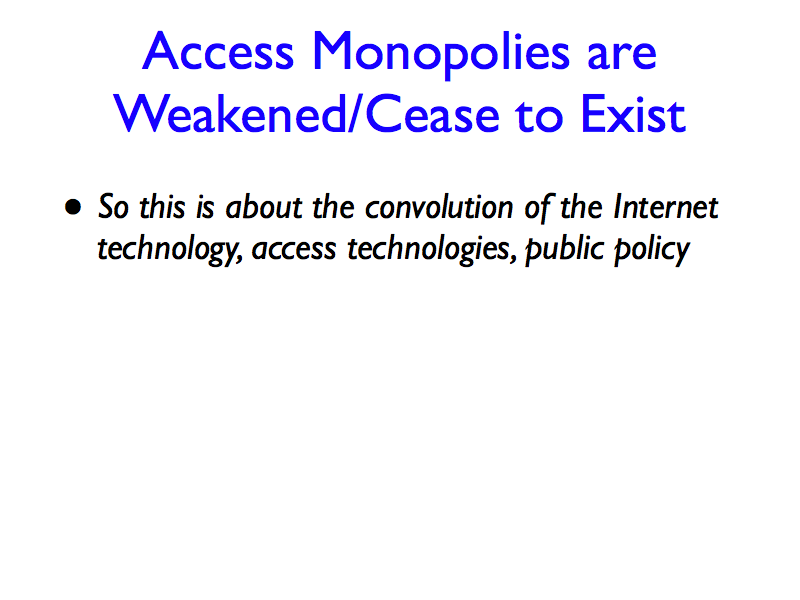 Access Monopolies are
Weakened/Cease to Exist
• So this is about the convolution of the Internet
technology, access technologies, public policy